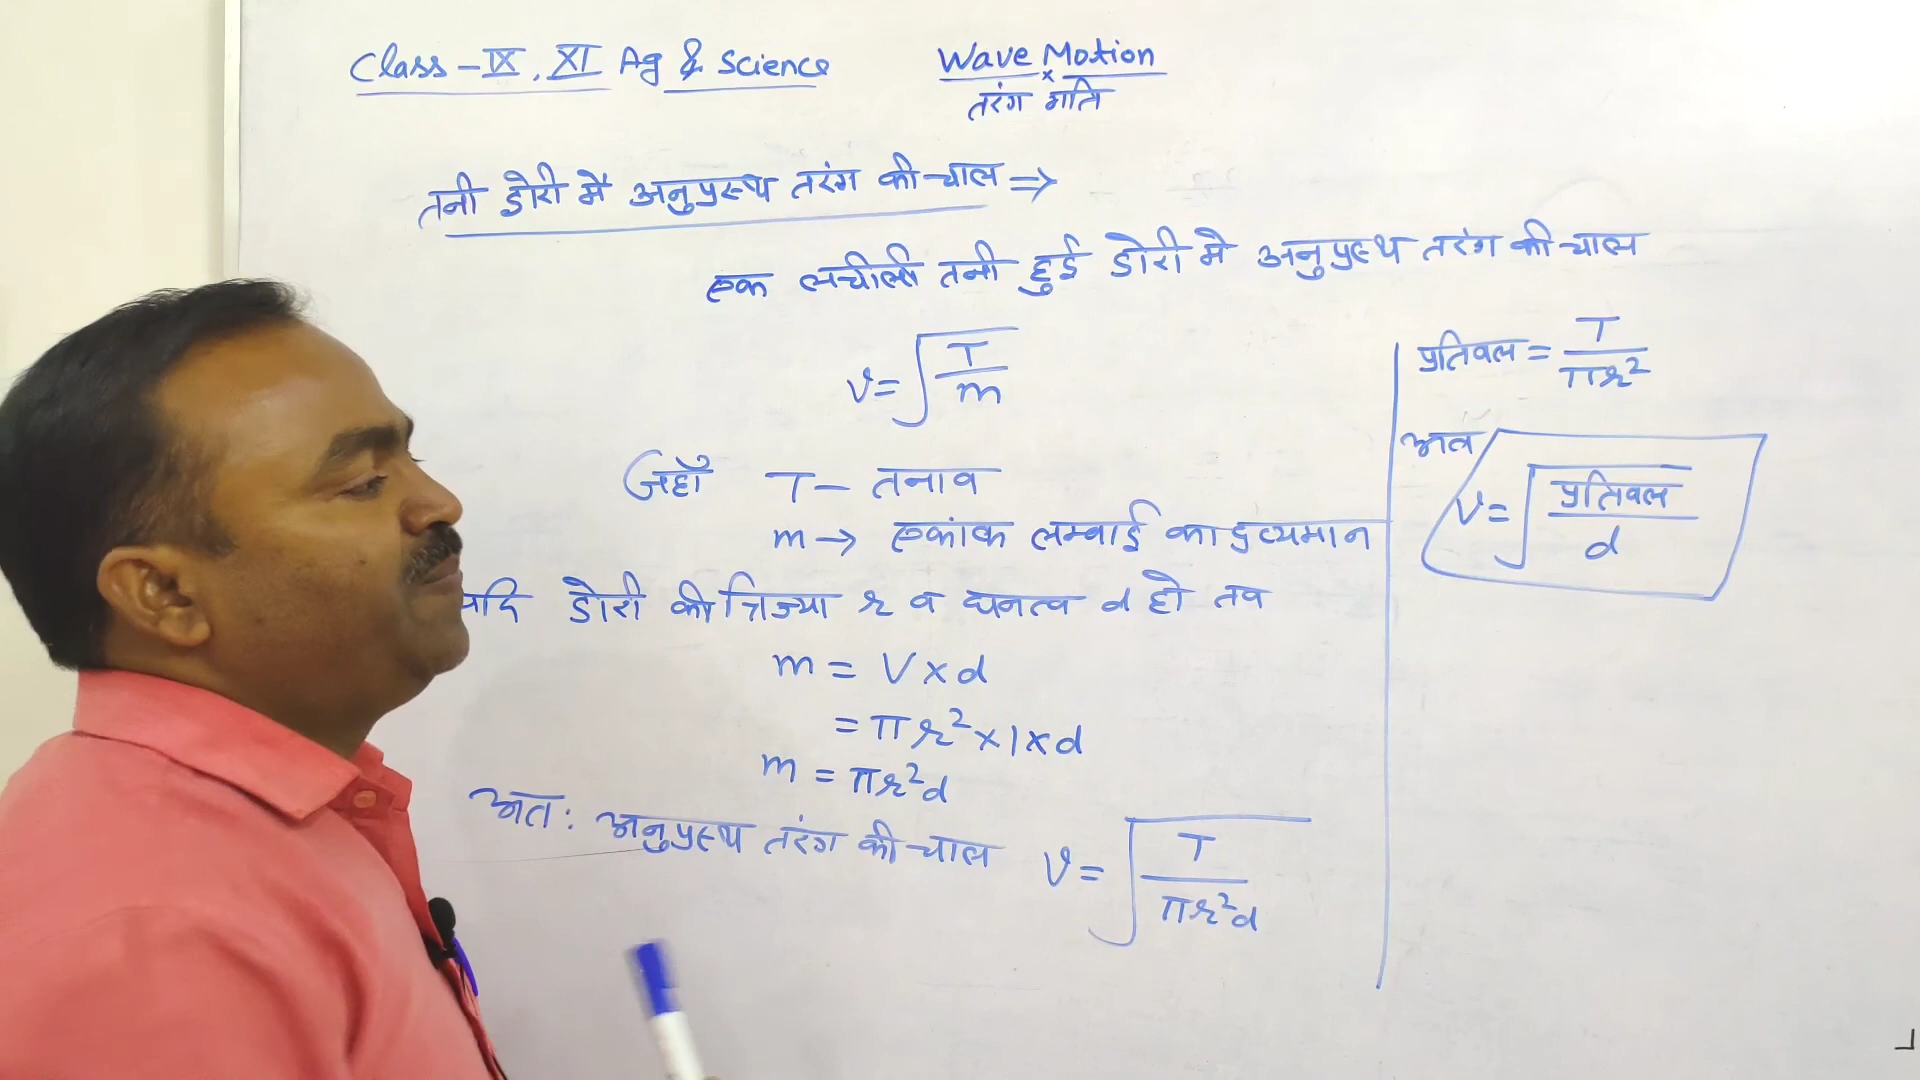 Class - IX, XI Ag & Science
Wave Motion
तरंग गति
तनी डोरी में अनुप्रस्थ तरंग की चाल ⇒
एक लचीली तनी हुई डोरी मे अनुप्रस्थ तरंग की चाल
v = √(T/m)
जहाँ T – तनाव
m → एकांक लम्बाई का द्रव्यमान
यदि डोरी की त्रिज्या r व घनत्व d हो तब
m = V × d
= πr² × 1 × d
m = πr²d
अत: अनुप्रस्थ तरंग की चाल v = √(T/πr²d)
प्रतिबल = T/πr²
अत
v = √(प्रतिबल/d)